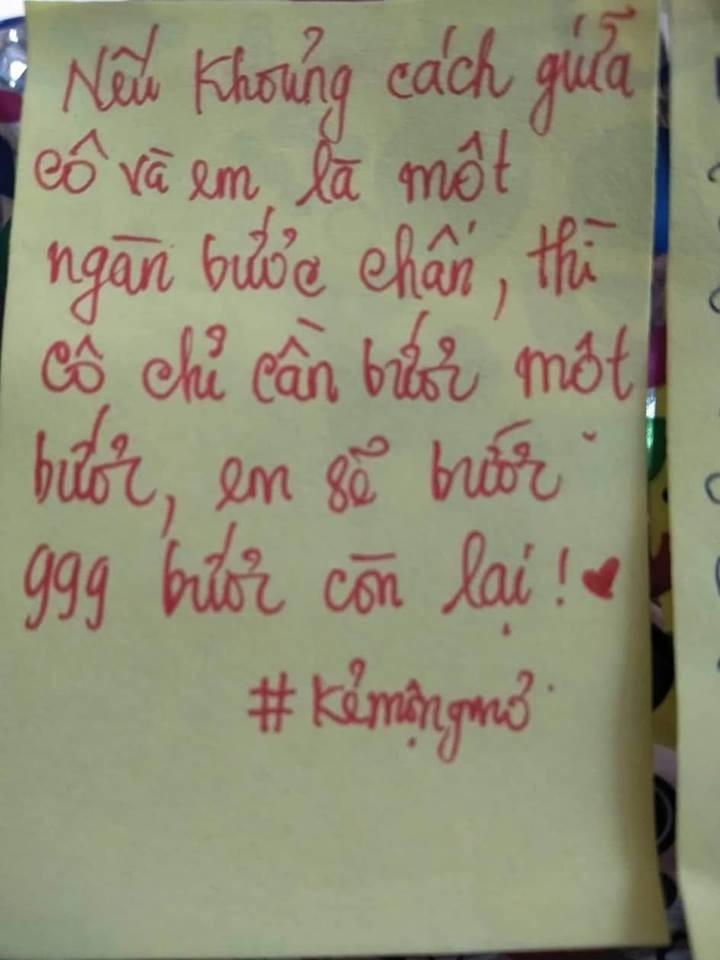 Nếu khoảng cách giữa
cô và em, là một
ngàn bước chân, thì
cô chỉ cần bước một
bước, em sẽ bước
999 bước còn lại! ♥
#kẻmộngmơ